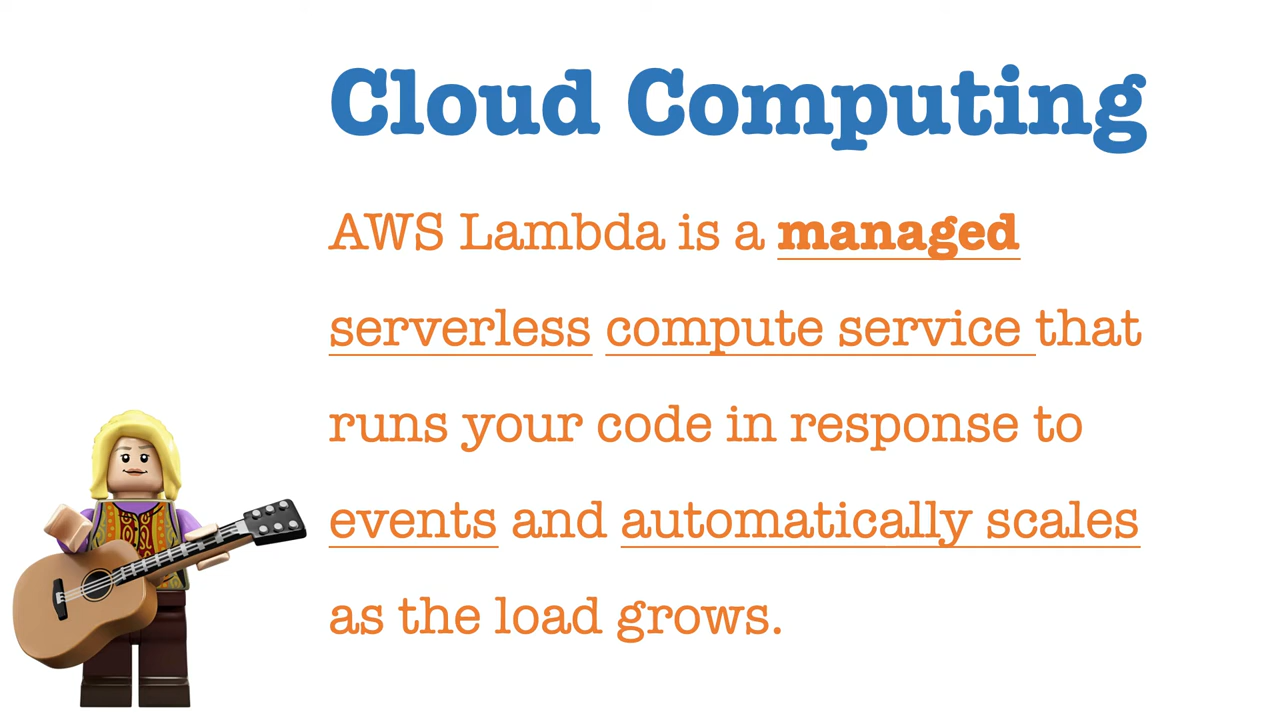 Cloud Computing
AWS Lambda is a managed
serverless compute service that
runs your code in response to
events and automatically scales
as the load grows.